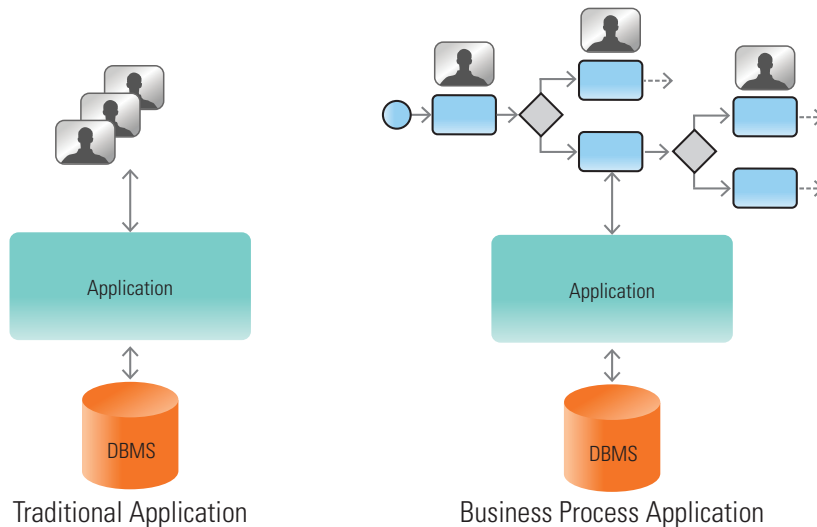 Application
DBMS
Traditional Application
Application
DBMS
Business Process Application